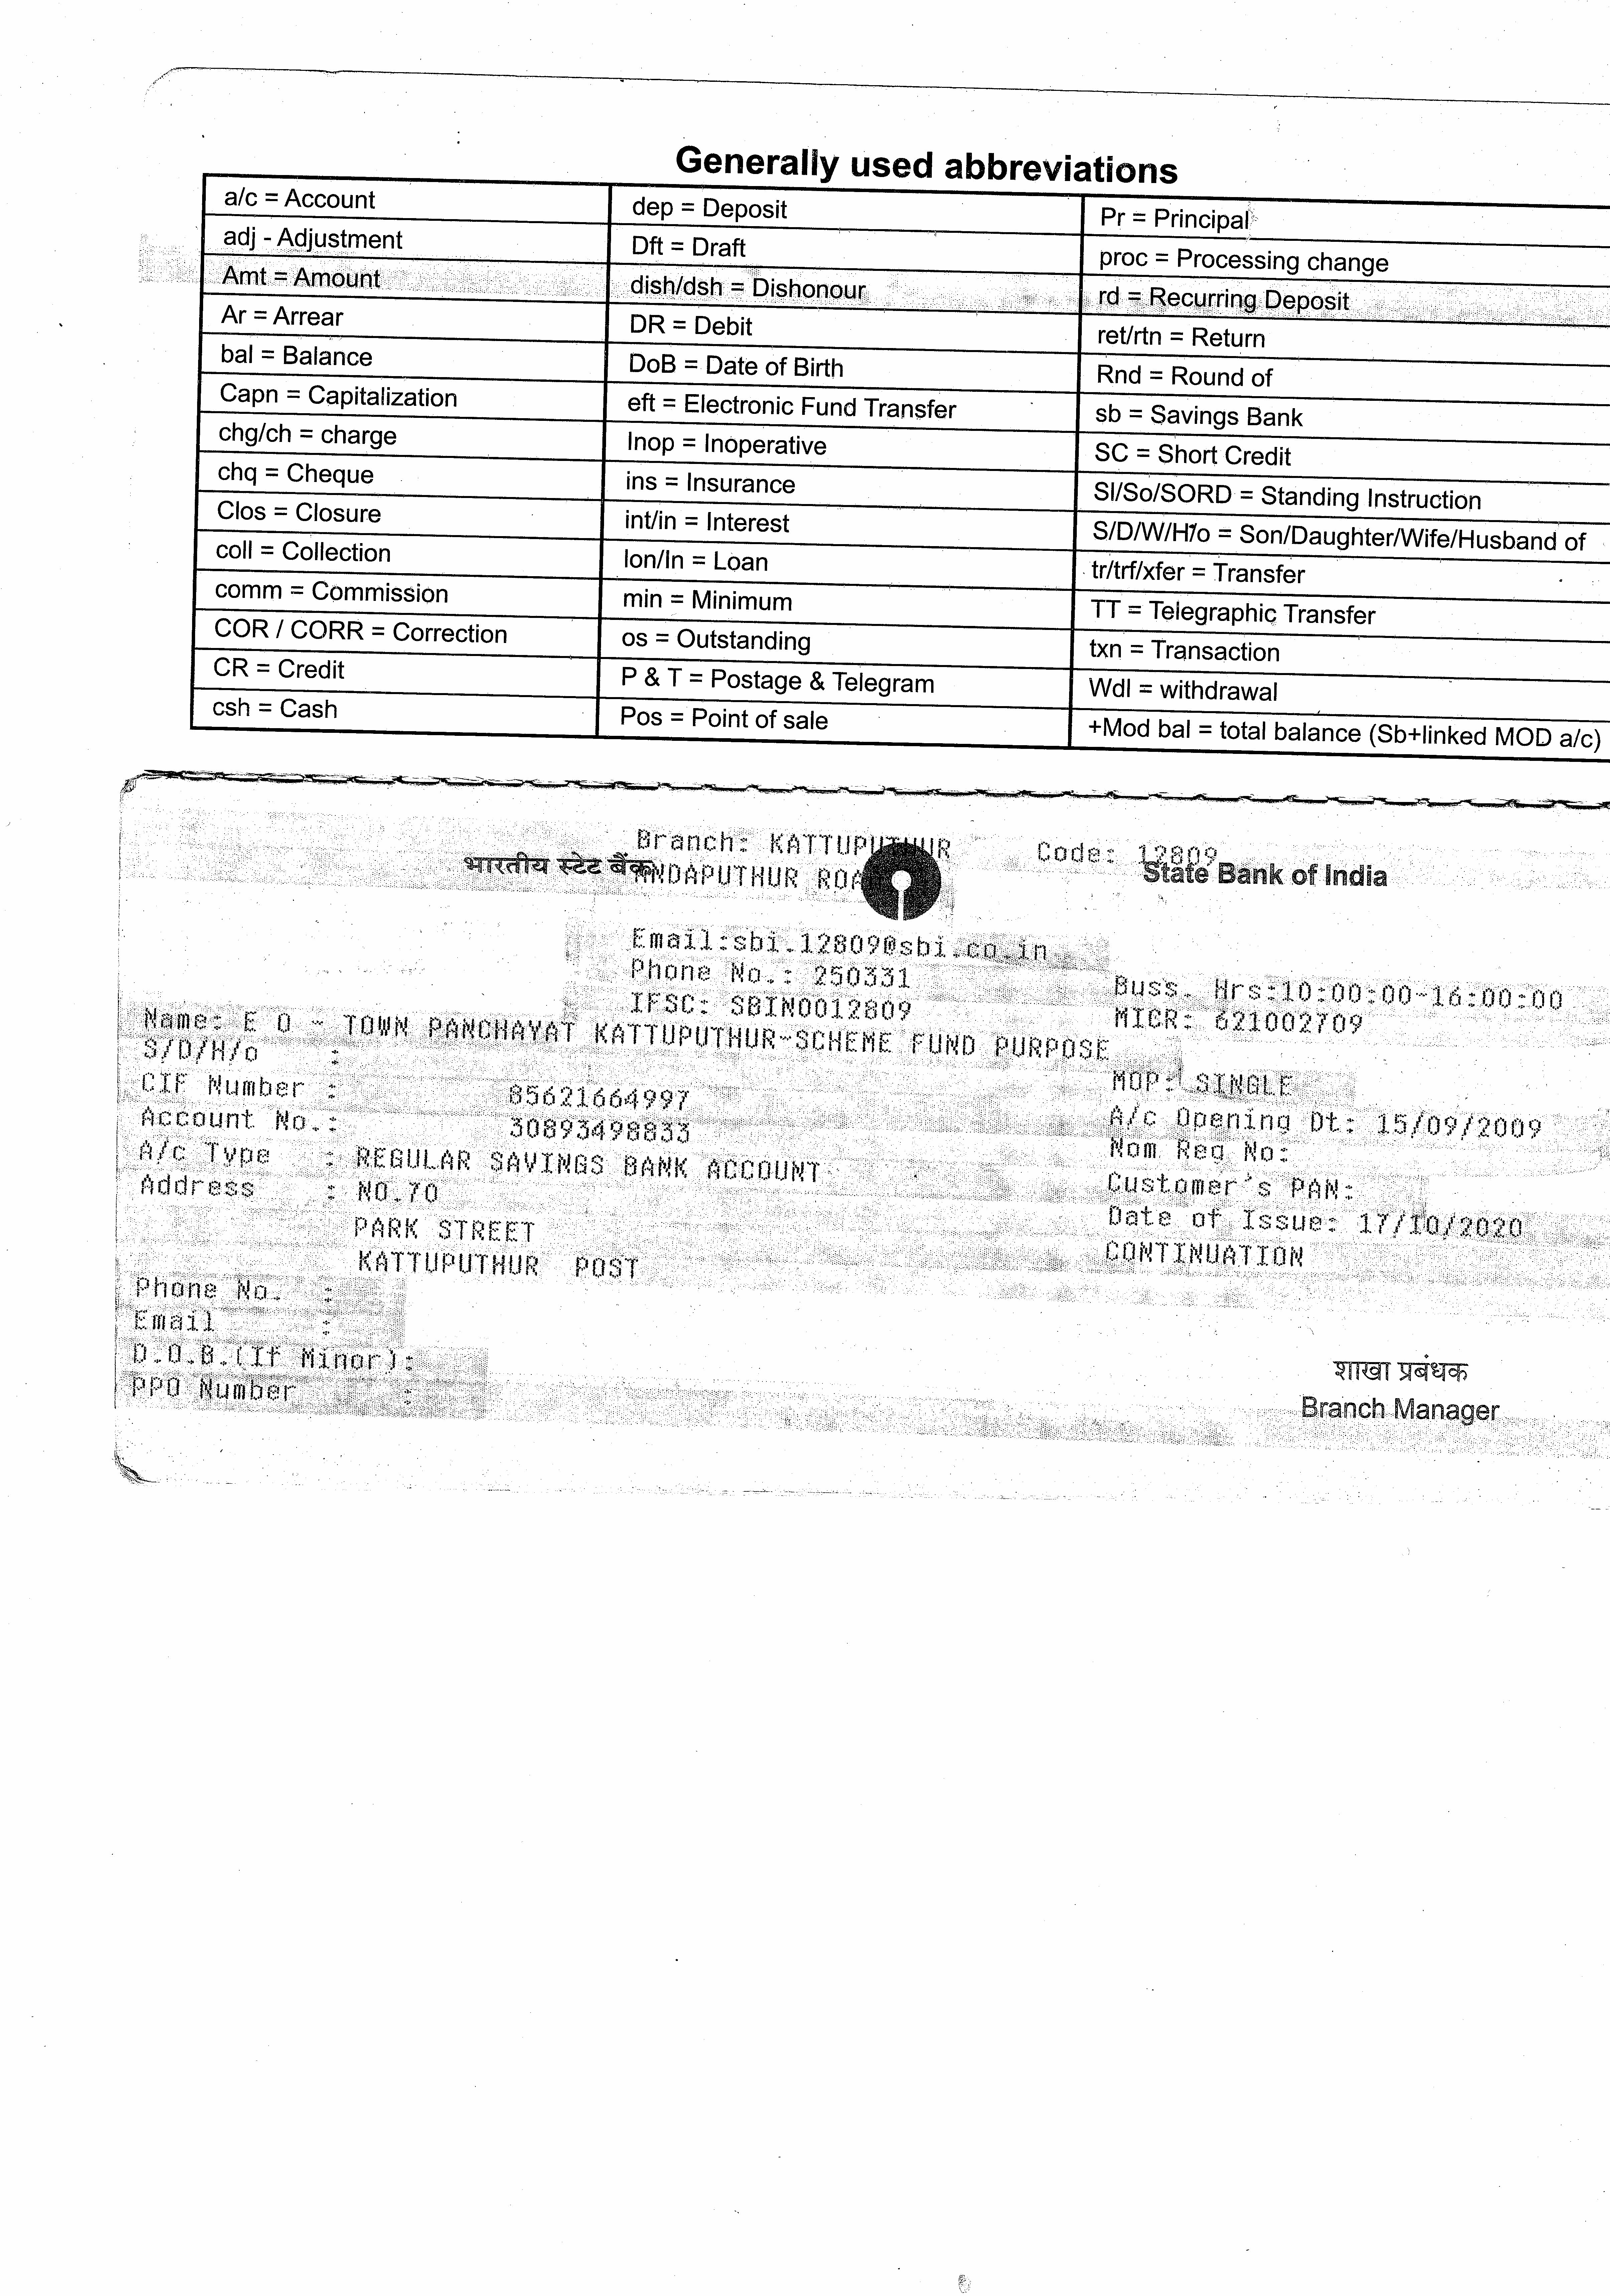 Generally used abbreviations
a/c = Account dep = Deposit Pr = Principal
adj - Adjustment Dft = Draft proc = Processing change
Amt = Amount dish/dsh = Dishonour rd = Recurring Deposit
Ar = Arrear DR = Debit ret/rtn = Return
bal = Balance DoB = Date of Birth Rnd = Round of
Capn = Capitalization eft = Electronic Fund Transfer sb = Savings Bank
chg/ch = charge Inop = Inoperative SC = Short Credit
chq = Cheque ins = Insurance SI/So/SORD = Standing Instruction
Clos = Closure int/in = Interest S/D/W/H/o = Son/Daughter/Wife/Husband of
coll = Collection lon/ln = Loan tr/trf/xfer = Transfer
comm = Commission min = Minimum TT = Telegraphic Transfer
COR / CORR = Correction os = Outstanding txn = Transaction
CR = Credit P & T = Postage & Telegram Wdl = withdrawal
csh = Cash Pos = Point of sale +Mod bal = total balance (Sb+linked MOD a/c)
Branch: KATTUPUTHUR Code: 12809
भारतीय स्टेट बैंक State Bank of India
Email:sbi.12809@sbi.co.in
Phone No.: 250331 Buss. Hrs:10:00:00-16:00:00
IFSC: SBIN0012809 MICR: 621002709
Name: E O - TOWN PANCHAYAT KATTUPUTHUR-SCHEME FUND PURPOSE
S/D/H/o : MOP: SINGLE
CIF Number : 85621664997 A/c Opening Dt: 15/09/2009
Account No.: 30893498833 Nom Reg No:
A/c Type : REGULAR SAVINGS BANK ACCOUNT Customer's PAN:
Address : NO.70 Date of Issue: 17/10/2020
PARK STREET CONTINUATION
KATTUPUTHUR POST
Phone No. :
Email :
D.O.B.(If Minor):
PPO Number :
शाखा प्रबंधक
Branch Manager